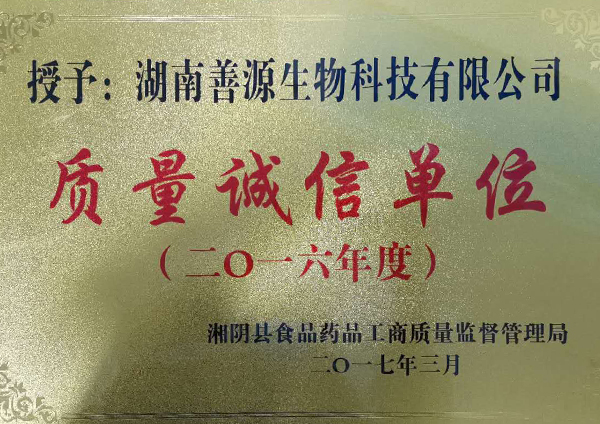 授予：湖南善源生物科技有限公司
质量诚信单位
（二〇一六年度）
湘阴县食品药品工商质量监督管理局
二〇一七年三月